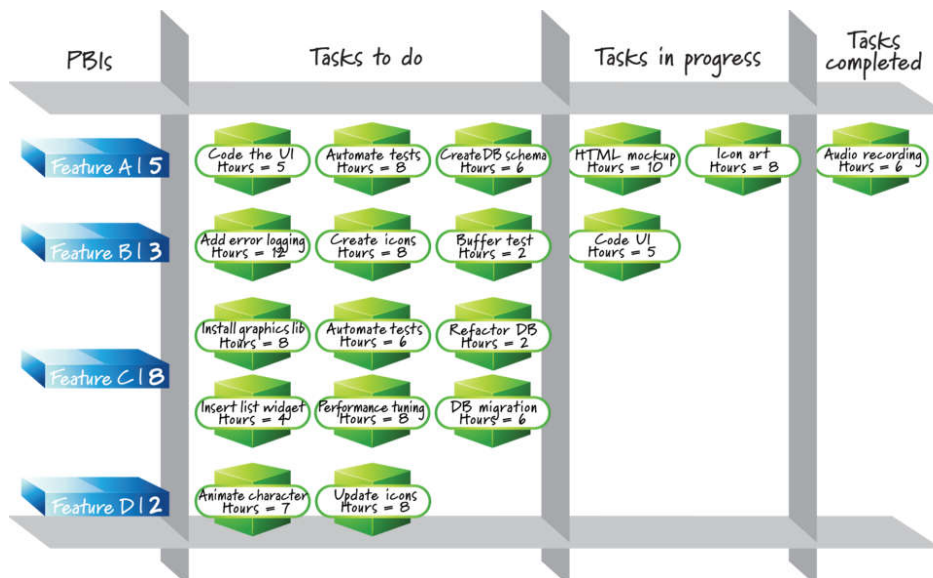 PBIs
Tasks to do
Tasks in progress
Tasks
completed
Feature A | 5
Code the UI
Hours = 5
Automate tests
Hours = 8
Create DB schema
Hours = 6
HTML mockup
Hours = 10
Icon art
Hours = 8
Audio recording
Hours = 6
Feature B | 3
Add error logging
Hours = 12
Create icons
Hours = 8
Buffer test
Hours = 2
Code UI
Hours = 5
Feature C | 8
Install graphics lib
Hours = 8
Automate tests
Hours = 6
Refactor DB
Hours = 2
Insert list widget
Hours = 4
Performance tuning
Hours = 8
DB migration
Hours = 6
Feature D | 2
Animate character
Hours = 7
Update icons
Hours = 8